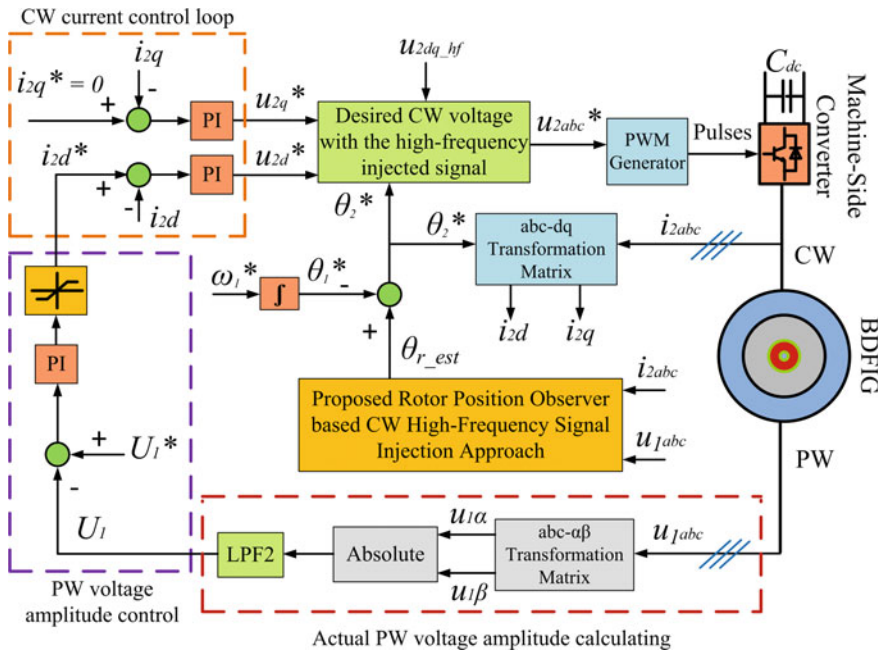 CW current control loop
i2q
i2q* = 0
+
-
PI
u2q*
i2d*
+
-
PI
u2d*
i2d
u2dq_hf
Desired CW voltage
with the high-frequency
injected signal
u2abc*
PWM
Generator
Pulses
Cdc
Machine-Side
Converter
θ2*
θ2*
abc-dq
Transformation
Matrix
i2abc
CW
ω1*
∫
θ1*
-
+
i2d
i2q
BDFIG
θr_est
PI
Proposed Rotor Position Observer
based CW High-Frequency Signal
Injection Approach
i2abc
u1abc
+
U1*
-
PW
U1
LPF2
Absolute
u1α
u1β
abc-αβ
Transformation
Matrix
u1abc
PW voltage
amplitude control
Actual PW voltage amplitude calculating